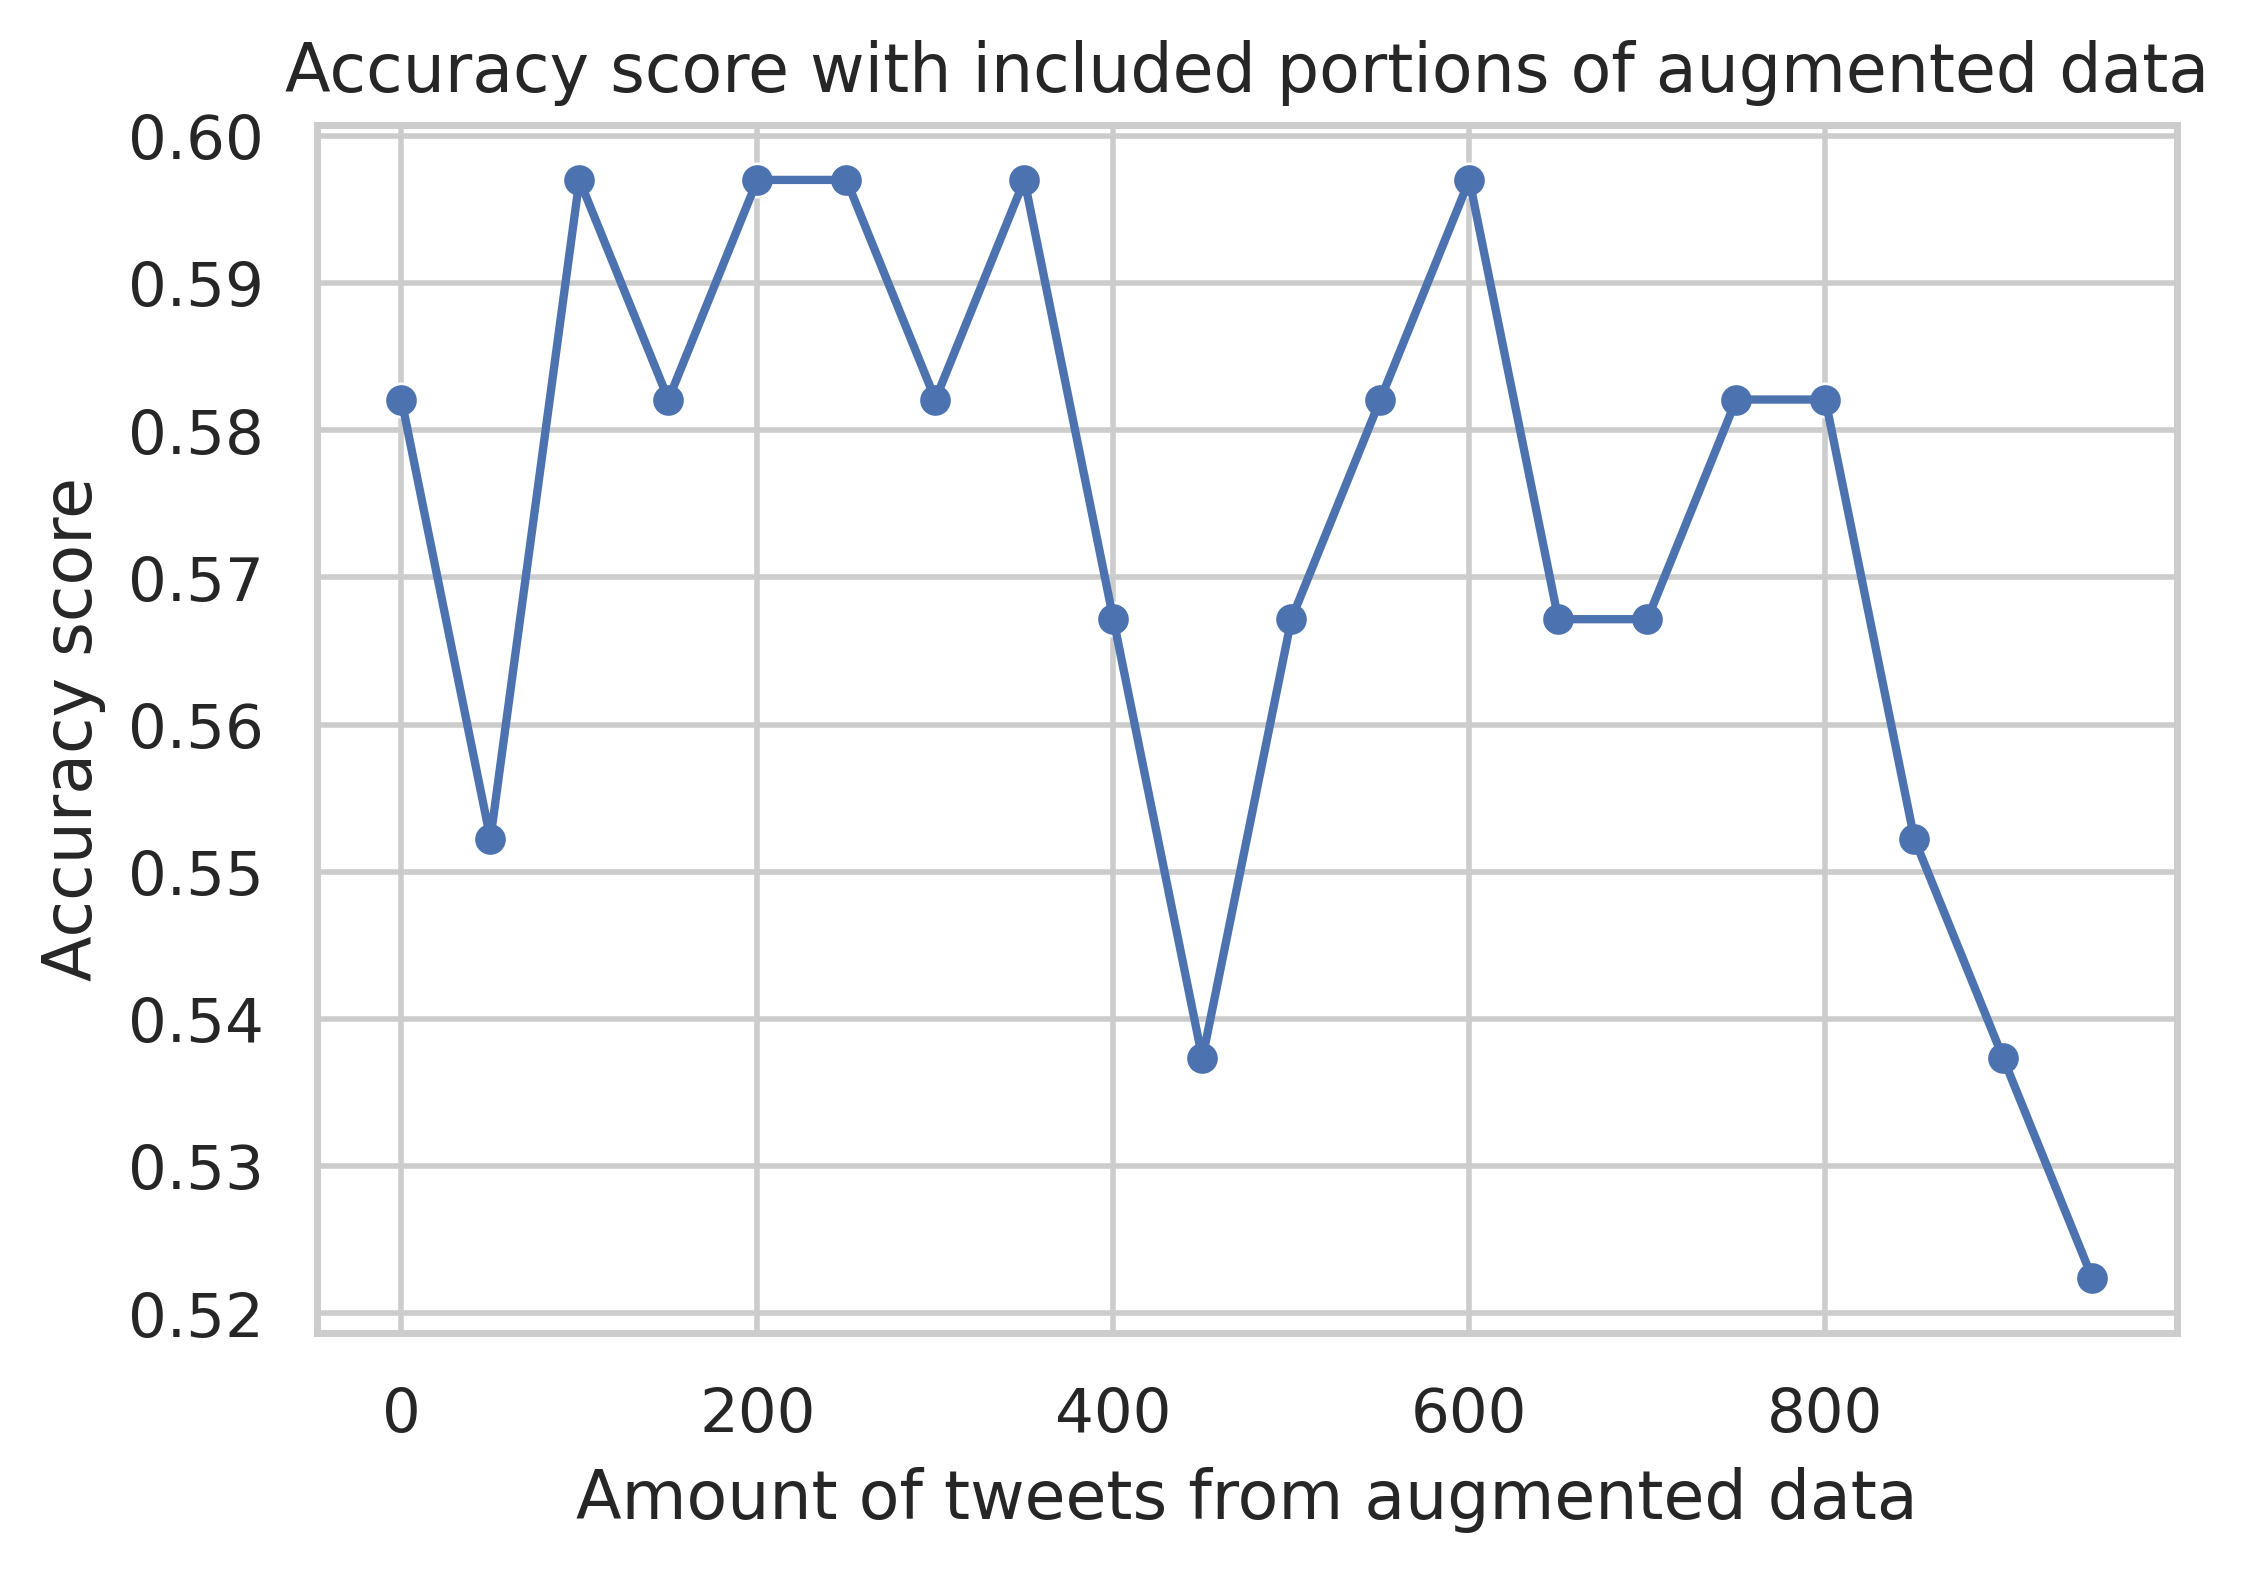 Accuracy score with included portions of augmented data
0.60
0.59
0.58
0.57
0.56
0.55
0.54
0.53
0.52
Accuracy score
0 200 400 600 800
Amount of tweets from augmented data